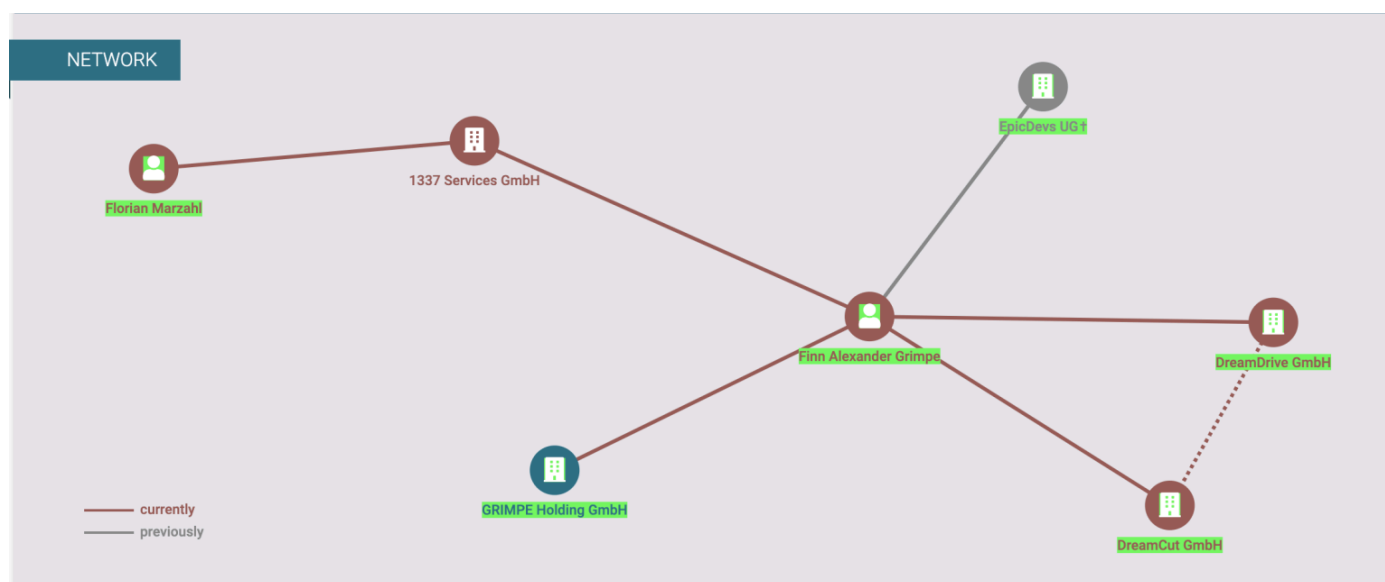 NETWORK
EpicDevs UG†
1337 Services GmbH
Florian Marzahl
Finn Alexander Grimpe
DreamDrive GmbH
GRIMPE Holding GmbH
currently
previously
DreamCut GmbH